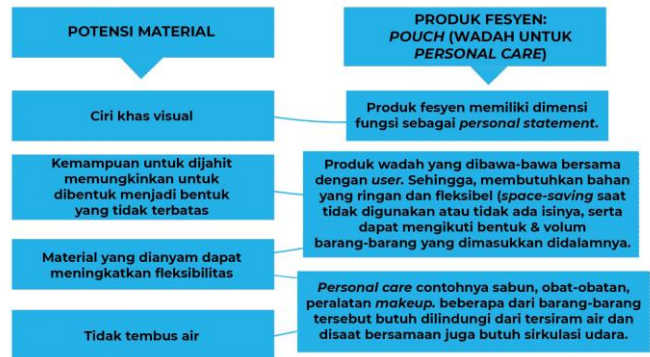 POTENSI MATERIAL
PRODUK FESYEN:
POUCH (WADAH UNTUK
PERSONAL CARE)
Ciri khas visual
Produk fesyen memiliki dimensi
fungsi sebagai personal statement.
Kemampuan untuk dijahit
memungkinkan untuk
dibentuk menjadi bentuk
yang tidak terbatas
Produk wadah yang dibawa-bawa bersama
dengan user. Sehingga, membutuhkan bahan
yang ringan dan fleksibel (space-saving saat
tidak digunakan atau tidak ada isinya, serta
dapat mengikuti bentuk & volum
barang-barang yang dimasukkan didalamnya.
Material yang dianyam dapat
meningkatkan fleksibilitas
Personal care contohnya sabun, obat-obatan,
peralatan makeup. beberapa dari barang-barang
tersebut butuh dilindungi dari tersiram air dan
disaat bersamaan juga butuh sirkulasi udara.
Tidak tembus air